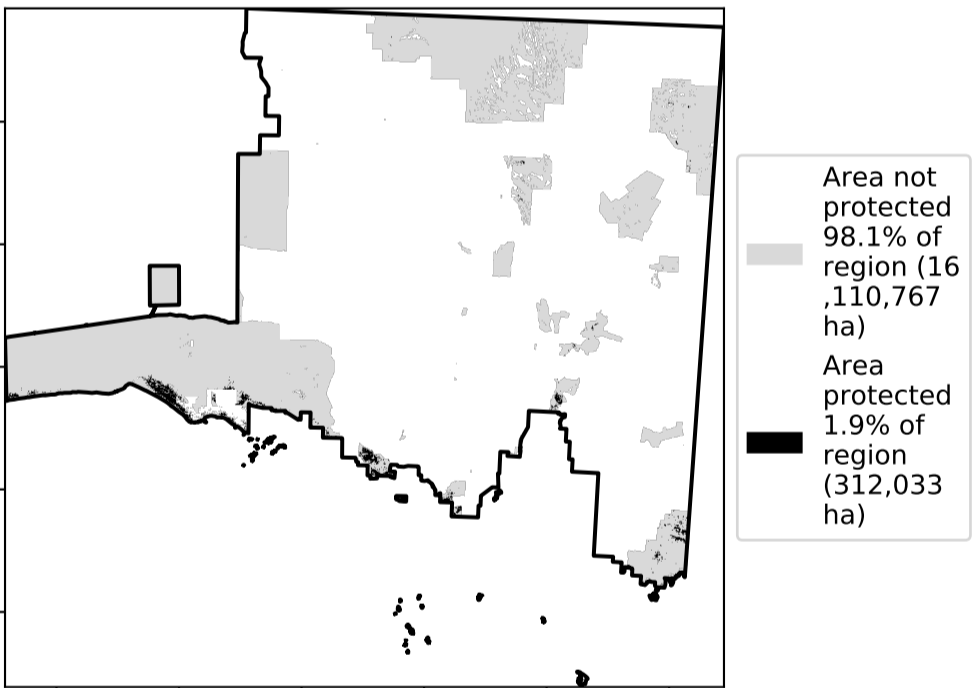 Area not
protected
98.1% of
region (16
,110,767
ha)
Area
protected
1.9% of
region
(312,033
ha)